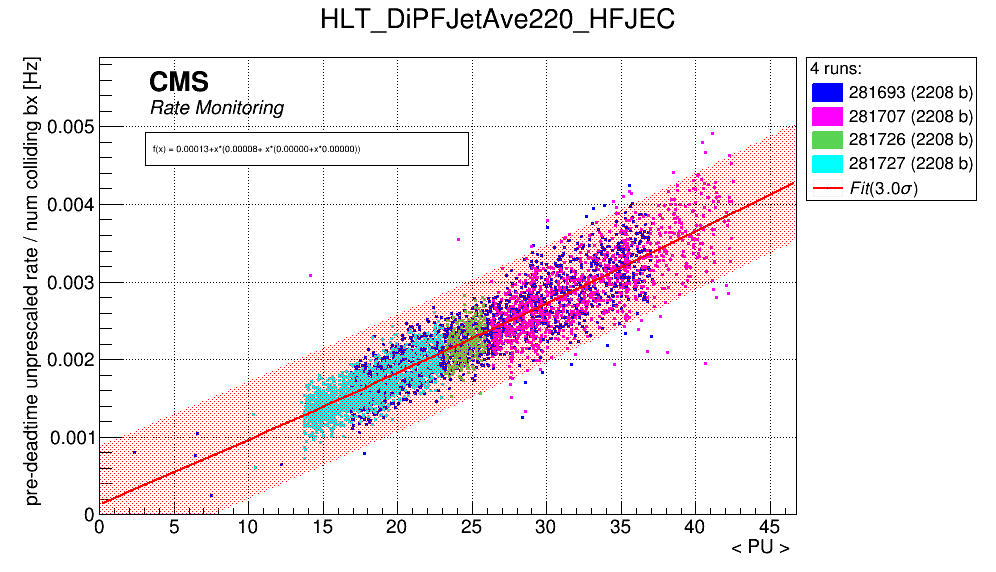 HLT_DiPFJetAve220_HFJEC
pre-deadtime unprescaled rate / num colliding bx [Hz]
CMS
Rate Monitoring
f(x) = 0.00013+x*(0.00008+ x*(0.00000+x*0.00000))
0.005
0.004
0.003
0.002
0.001
0
0 5 10 15 20 25 30 35 40 45
< PU >
4 runs:
281693 (2208 b)
281707 (2208 b)
281726 (2208 b)
281727 (2208 b)
Fit(3.0σ)